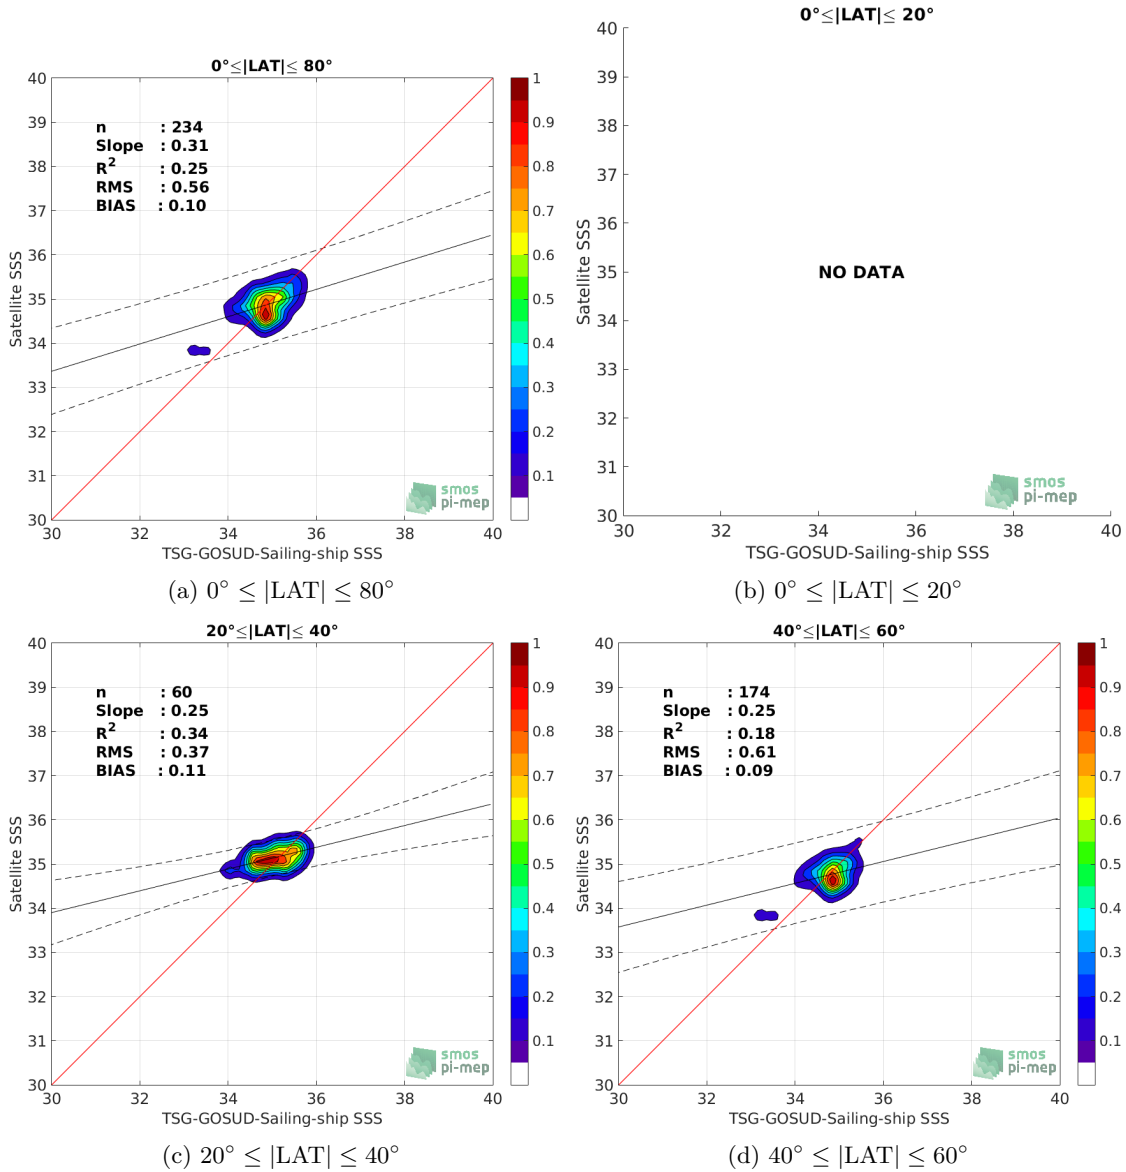 0°≤|LAT|≤ 80°
40
39
38
37
36
35
34
33
32
31
30
Satellite SSS
n : 234
Slope : 0.31
R² : 0.25
RMS : 0.56
BIAS : 0.10
smos
pi-mep
30 32 34 36 38 40
TSG-GOSUD-Sailing-ship SSS
1
0.9
0.8
0.7
0.6
0.5
0.4
0.3
0.2
0.1
(a) 0° ≤ |LAT| ≤ 80°
0°≤|LAT|≤ 20°
40
39
38
37
36
35
34
33
32
31
30
Satellite SSS
NO DATA
smos
pi-mep
30 32 34 36 38 40
TSG-GOSUD-Sailing-ship SSS
(b) 0° ≤ |LAT| ≤ 20°
20°≤|LAT|≤ 40°
40
39
38
37
36
35
34
33
32
31
30
Satellite SSS
n : 60
Slope : 0.25
R² : 0.34
RMS : 0.37
BIAS : 0.11
smos
pi-mep
30 32 34 36 38 40
TSG-GOSUD-Sailing-ship SSS
1
0.9
0.8
0.7
0.6
0.5
0.4
0.3
0.2
0.1
(c) 20° ≤ |LAT| ≤ 40°
40°≤|LAT|≤ 60°
40
39
38
37
36
35
34
33
32
31
30
Satellite SSS
n : 174
Slope : 0.25
R² : 0.18
RMS : 0.61
BIAS : 0.09
smos
pi-mep
30 32 34 36 38 40
TSG-GOSUD-Sailing-ship SSS
1
0.9
0.8
0.7
0.6
0.5
0.4
0.3
0.2
0.1
(d) 40° ≤ |LAT| ≤ 60°